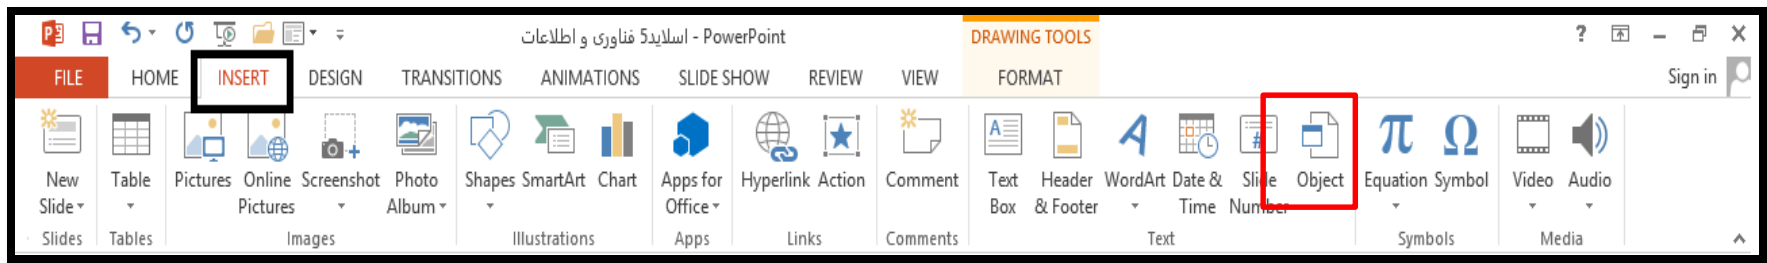 اسلاید5 فناوری و اطلاعات - PowerPoint
DRAWING TOOLS
?
FILE HOME INSERT DESIGN TRANSITIONS ANIMATIONS SLIDE SHOW REVIEW VIEW FORMAT Sign in
New Slide
Table
Pictures
Online Pictures
Screenshot
Photo Album
Shapes
SmartArt
Chart
Apps for Office
Hyperlink
Action
Comment
Text Box
Header & Footer
WordArt
Date & Time
Slide Number
Object
Equation
Symbol
Video
Audio
Slides Tables Images Illustrations Apps Links Comments Text Symbols Media